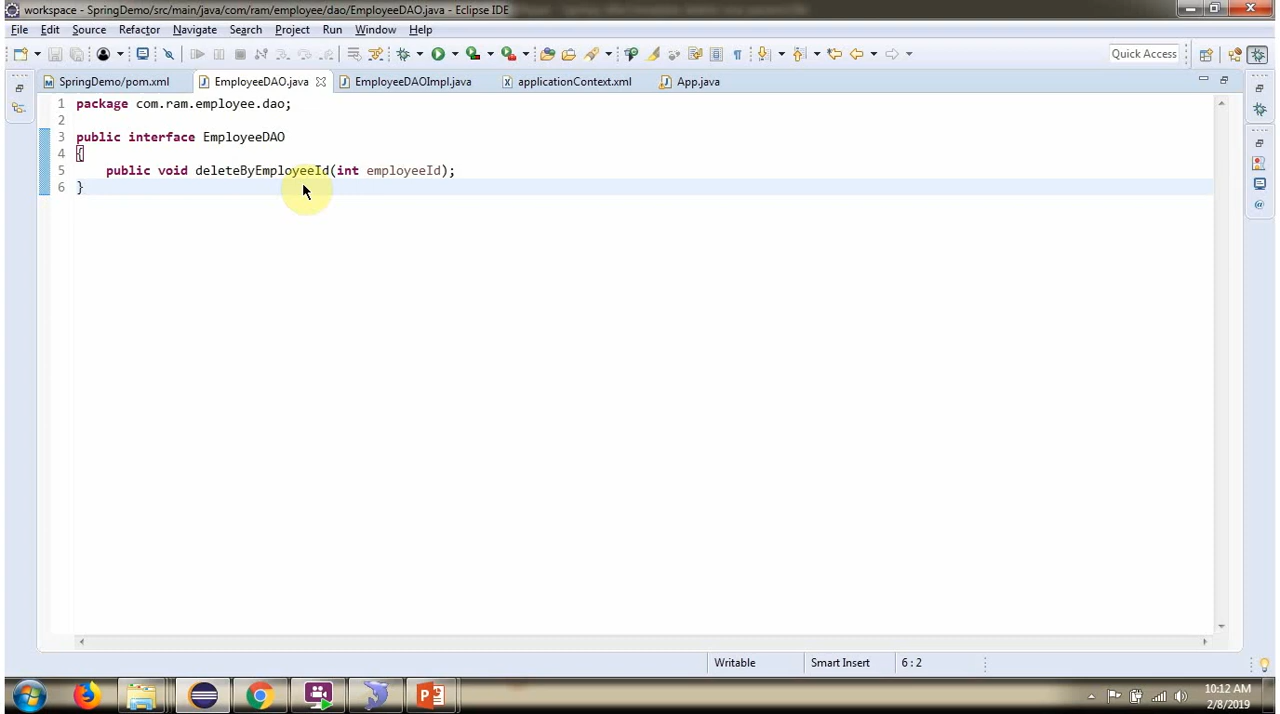 workspace - SpringDemo/src/main/java/com/ram/employee/dao/EmployeeDAO.java - Eclipse IDE
File Edit Source Refactor Navigate Search Project Run Window Help
Quick Access
SpringDemo/pom.xml EmployeeDAO.java EmployeeDAOImpl.java applicationContext.xml App.java
1 package com.ram.employee.dao;
2
3 public interface EmployeeDAO
4 {
5 public void deleteByEmployeeId(int employeeId);
6 }
Writable Smart Insert 6 : 2
10:12 AM
2/8/2019